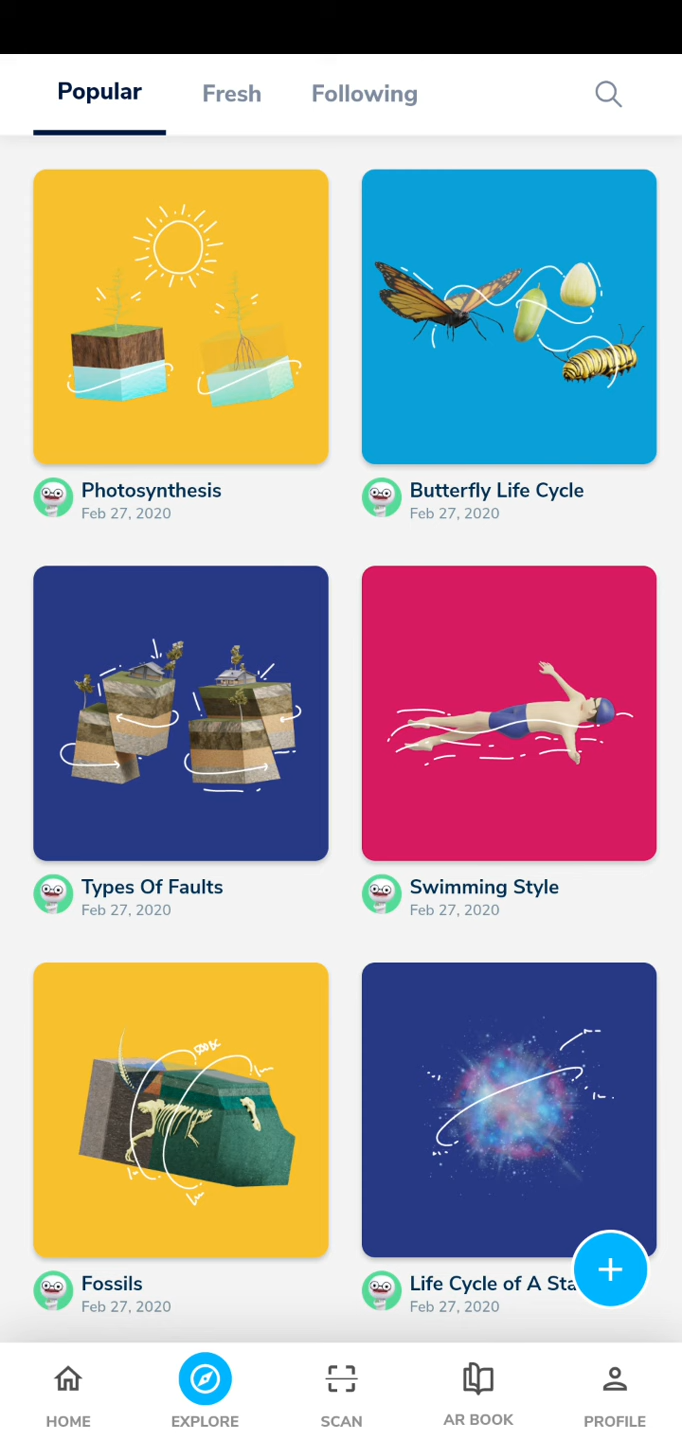 Popular Fresh Following
Photosynthesis
Feb 27, 2020
Butterfly Life Cycle
Feb 27, 2020
Types Of Faults
Feb 27, 2020
Swimming Style
Feb 27, 2020
Fossils
Feb 27, 2020
Life Cycle of A Sta
Feb 27, 2020
HOME EXPLORE SCAN AR BOOK PROFILE